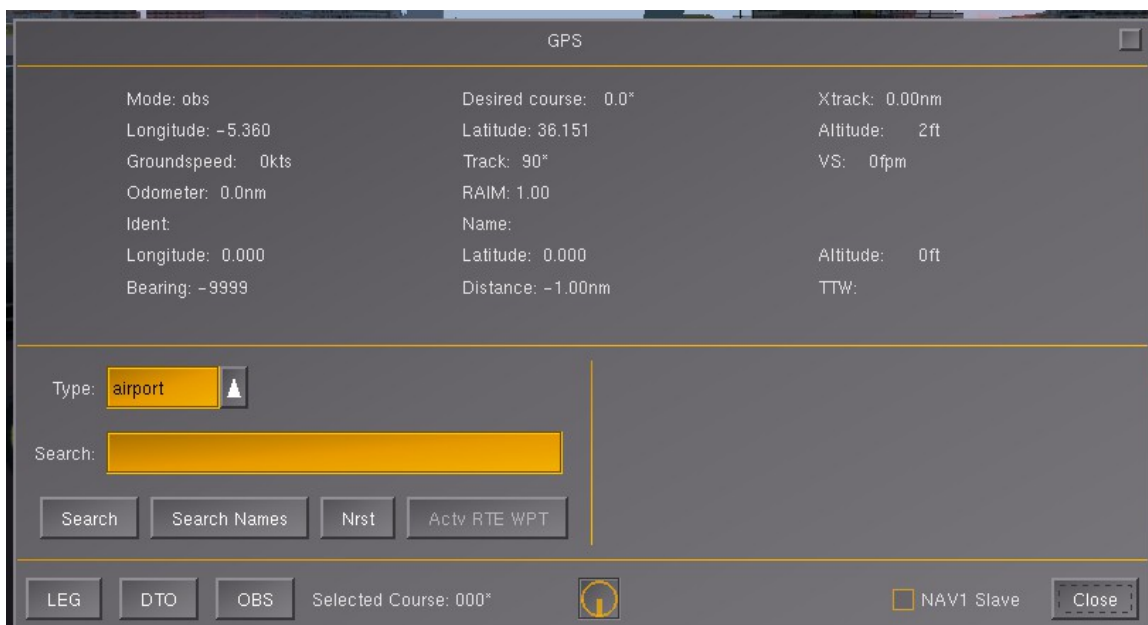 GPS
Mode: obs Desired course: 0.0* Xtrack: 0.00nm
Longitude: -5.360 Latitude: 36.151 Altitude: 2ft
Groundspeed: 0kts Track: 90* VS: 0fpm
Odometer: 0.0nm RAIM: 1.00
Ident: Name:
Longitude: 0.000 Latitude: 0.000 Altitude: 0ft
Bearing: -9999 Distance: -1.00nm TTW:
Type: airport
Search:
Search Search Names Nrst Actv RTE WPT
LEG DTO OBS Selected Course: 000* NAV1 Slave Close